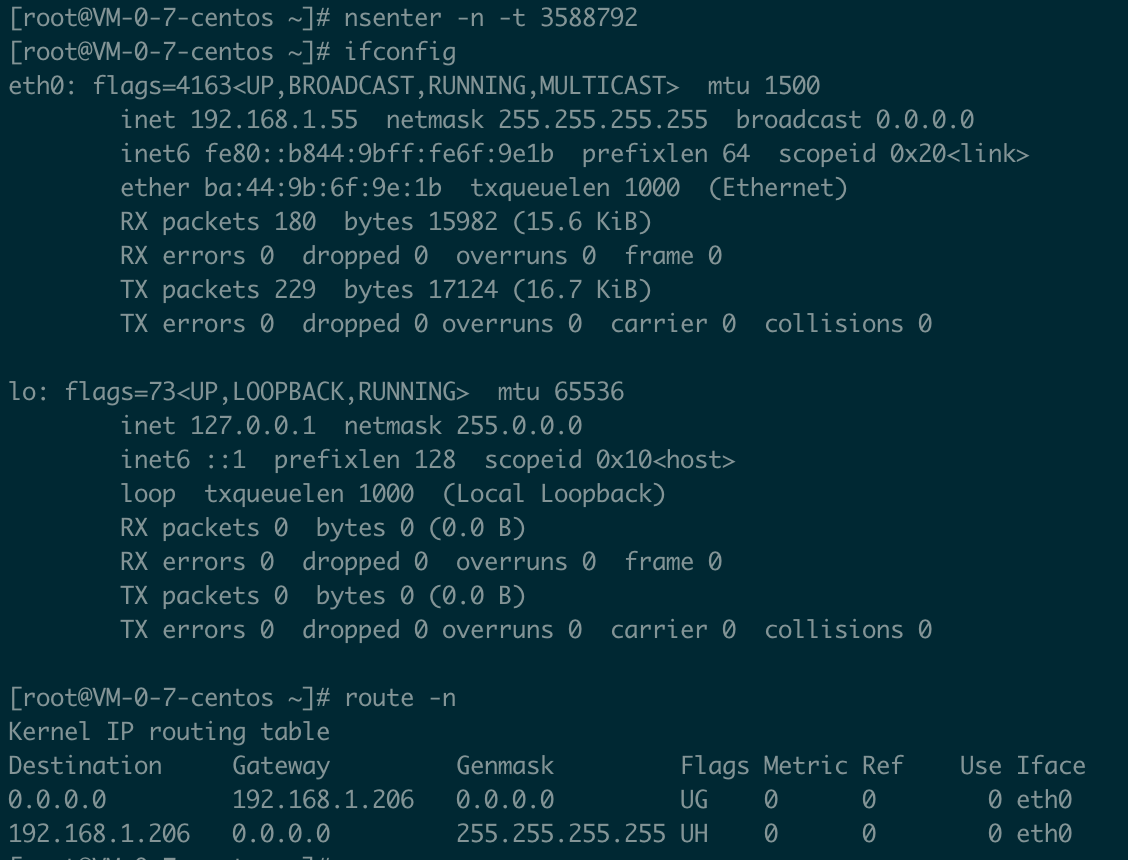 [root@VM-0-7-centos ~]# nsenter -n -t 3588792
[root@VM-0-7-centos ~]# ifconfig
eth0: flags=4163<UP,BROADCAST,RUNNING,MULTICAST>  mtu 1500
        inet 192.168.1.55  netmask 255.255.255.255  broadcast 0.0.0.0
        inet6 fe80::b844:9bff:fe6f:9e1b  prefixlen 64  scopeid 0x20<link>
        ether ba:44:9b:6f:9e:1b  txqueuelen 1000  (Ethernet)
        RX packets 180  bytes 15982 (15.6 KiB)
        RX errors 0  dropped 0  overruns 0  frame 0
        TX packets 229  bytes 17124 (16.7 KiB)
        TX errors 0  dropped 0 overruns 0  carrier 0  collisions 0

lo: flags=73<UP,LOOPBACK,RUNNING>  mtu 65536
        inet 127.0.0.1  netmask 255.0.0.0
        inet6 ::1  prefixlen 128  scopeid 0x10<host>
        loop  txqueuelen 1000  (Local Loopback)
        RX packets 0  bytes 0 (0.0 B)
        RX errors 0  dropped 0  overruns 0  frame 0
        TX packets 0  bytes 0 (0.0 B)
        TX errors 0  dropped 0 overruns 0  carrier 0  collisions 0

[root@VM-0-7-centos ~]# route -n
Kernel IP routing table
Destination     Gateway         Genmask         Flags Metric Ref    Use Iface
0.0.0.0         192.168.1.206   0.0.0.0         UG    0      0        0 eth0
192.168.1.206   0.0.0.0         255.255.255.255 UH    0      0        0 eth0